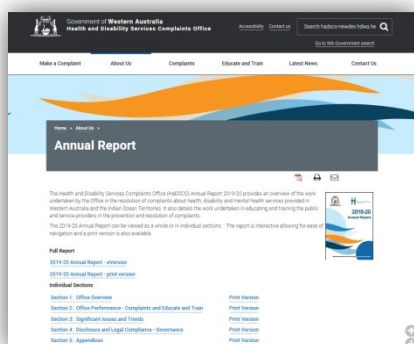 Government of Western Australia
Health and Disability Services Complaints Office
Accessibility Contact us
Search hadsco-newdev.hdwa.he
Go to WA Government search
Make a Complaint About Us Complaints Educate and Train Latest News Contact Us
Home > About Us >
Annual Report
The Health and Disability Services Complaints Office (HaDSCO) Annual Report 2019-20 provides an overview of the work
undertaken by the Office in the resolution of complaints about health, disability and mental health services provided in
Western Australia and the Indian Ocean Territories. It also details the work undertaken in educating and training the public
and service providers in the prevention and resolution of complaints.
The 2019-20 Annual Report can be viewed as a whole or in individual sections. The report is interactive allowing for ease of
navigation and a print version is also available.
2019-20
Annual Report
Full Report
2019-20 Annual Report - eVersion
2019-20 Annual Report - print version
Individual Sections
Section 1: Office Overview Print Version
Section 2: Office Performance - Complaints and Educate and Train Print Version
Section 3: Significant Issues and Trends Print Version
Section 4: Disclosure and Legal Compliance - Governance Print Version
Section 5: Appendices Print Version